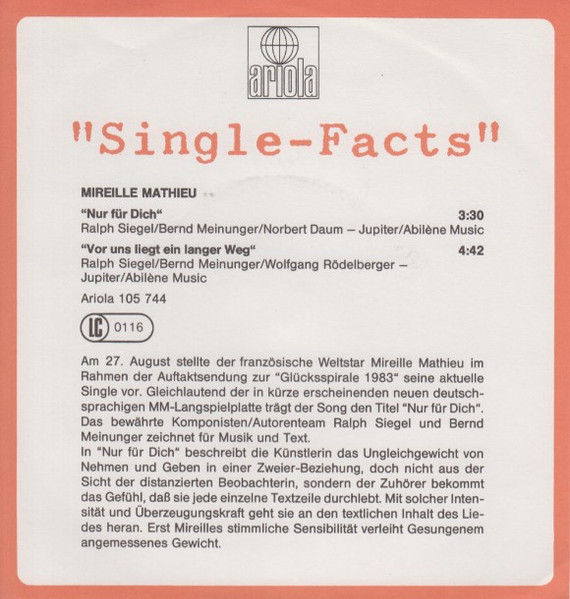 ariola
"Single-Facts"
MIREILLE MATHIEU
“Nur für Dich“ 3:30
Ralph Siegel/Bernd Meinunger/Norbert Daum – Jupiter/Abilène Music
“Vor uns liegt ein langer Weg“ 4:42
Ralph Siegel/Bernd Meinunger/Wolfgang Rödelberger –
Jupiter/Abilène Music
Ariola 105 744
LC 0116
Am 27. August stellte der französische Weltstar Mireille Mathieu im
Rahmen der Auftaktsendung zur “Glücksspirale 1983“ seine aktuelle
Single vor. Gleichlautend der in kürze erscheinenden neuen deutsch-
sprachigen MM-Langspielplatte trägt der Song den Titel “Nur für Dich“.
Das bewährte Komponisten/Autorenteam Ralph Siegel und Bernd
Meinunger zeichnet für Musik und Text.
In “Nur für Dich“ beschreibt die Künstlerin das Ungleichgewicht von
Nehmen und Geben in einer Zweier-Beziehung, doch nicht aus der
Sicht der distanzierten Beobachterin, sondern der Zuhörer bekommt
das Gefühl, daß sie jede einzelne Textzeile durchlebt. Mit solcher Inten-
sität und Überzeugungskraft geht sie an den textlichen Inhalt des Lie-
des heran. Erst Mireilles stimmliche Sensibilität verleiht Gesungenem
angemessenes Gewicht.